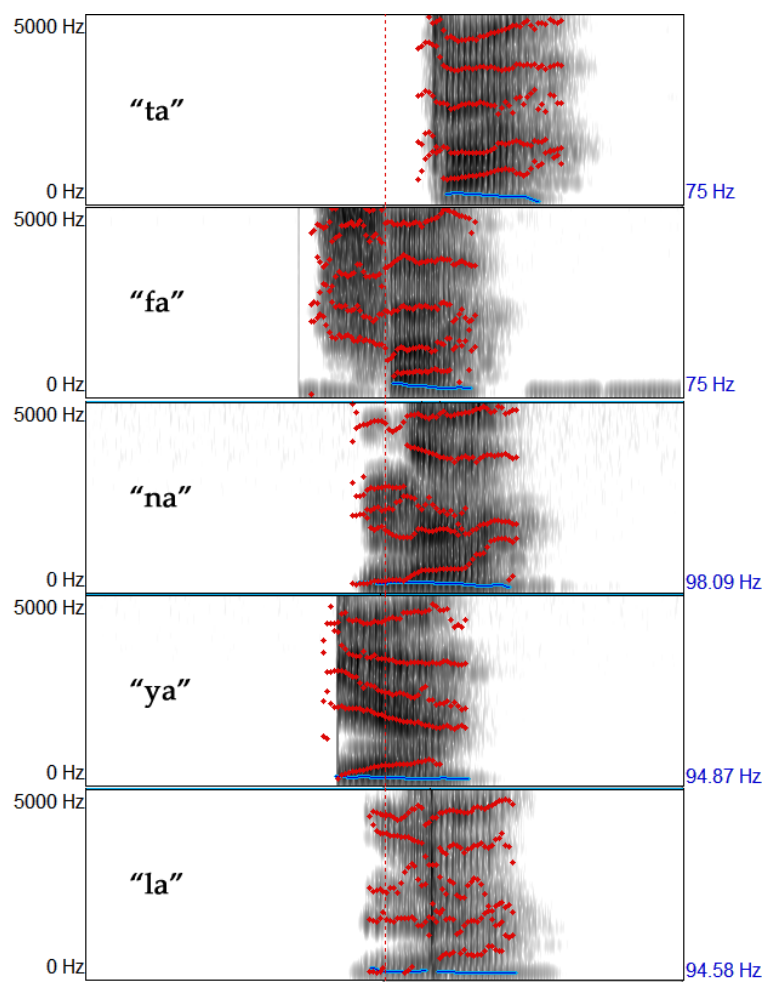 5000 Hz
“ta”
0 Hz 75 Hz
5000 Hz
“fa”
0 Hz 75 Hz
5000 Hz
“na”
0 Hz 98.09 Hz
5000 Hz
“ya”
0 Hz 94.87 Hz
5000 Hz
“la”
0 Hz 94.58 Hz